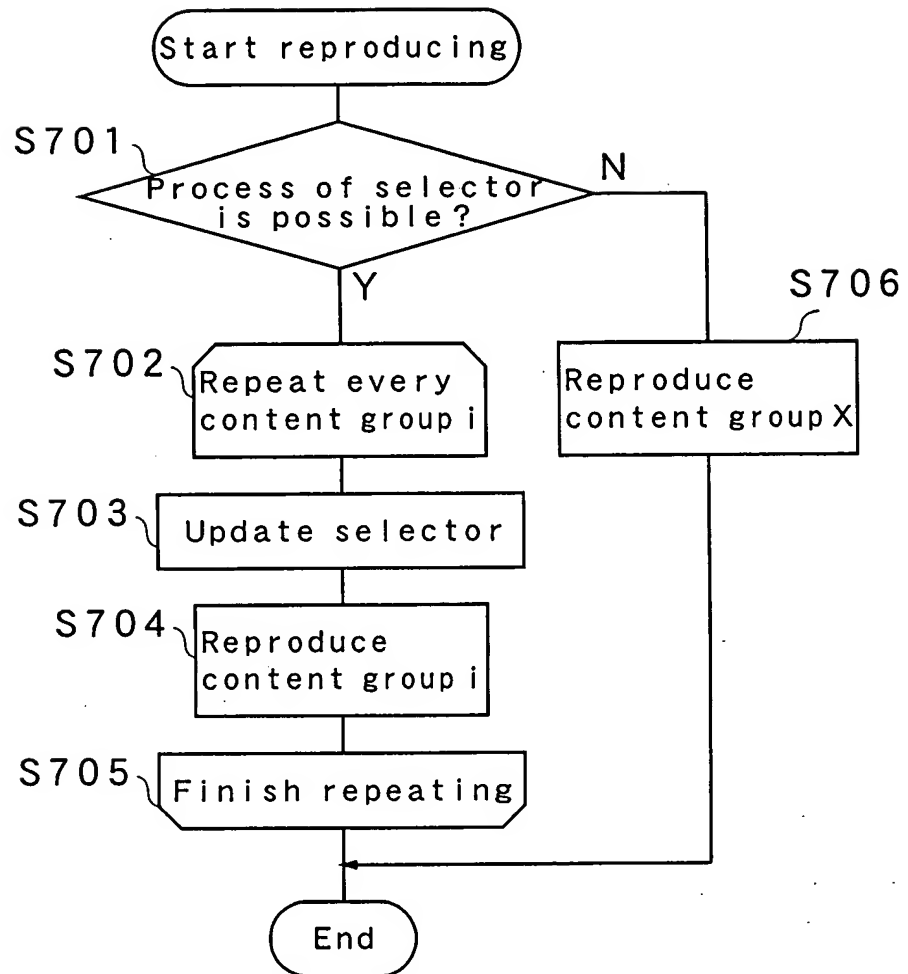 Start reproducing
S701
Process of selector
is possible?
N
Y
S706
S702
Repeat every
content group i
Reproduce
content group X
S703
Update selector
S704
Reproduce
content group i
S705
Finish repeating
End